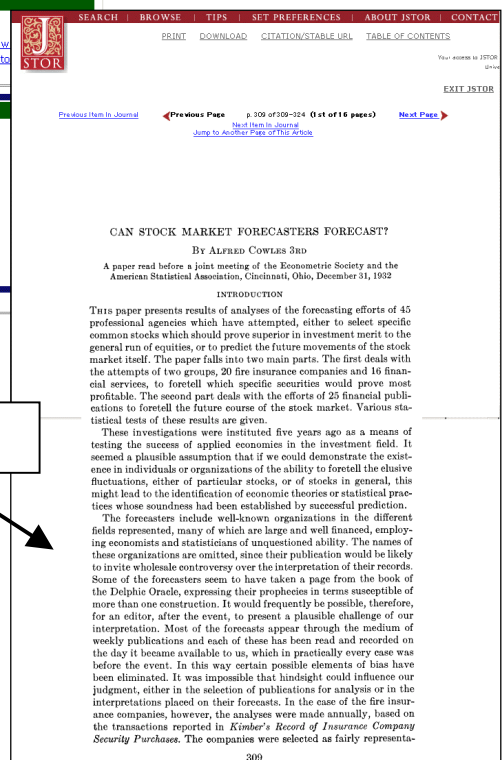 SEARCH | BROWSE | TIPS | SET PREFERENCES | ABOUT JSTOR | CONTACT
PRINT DOWNLOAD CITATION/STABLE URL TABLE OF CONTENTS
J
STOR
w
to
Your access to JSTOR
Unive
EXIT JSTOR
Previous Item In Journal Previous Page p. 309 of 309-324 (1st of 16 pages) Next Page
Next Item In Journal
Jump to Another Page of This Article
CAN STOCK MARKET FORECASTERS FORECAST?
BY ALFRED COWLES 3RD
A paper read before a joint meeting of the Econometric Society and the
American Statistical Association, Cincinnati, Ohio, December 31, 1932
INTRODUCTION
THIS paper presents results of analyses of the forecasting efforts of 45
professional agencies which have attempted, either to select specific
common stocks which should prove superior in investment merit to the
general run of equities, or to predict the future movements of the stock
market itself. The paper falls into two main parts. The first deals with
the attempts of two groups, 20 fire insurance companies and 16 finan-
cial services, to foretell which specific securities would prove most
profitable. The second part deals with the efforts of 25 financial publi-
cations to foretell the future course of the stock market. Various sta-
tistical tests of these results are given.
These investigations were instituted five years ago as a means of
testing the success of applied economics in the investment field. It
seemed a plausible assumption that if we could demonstrate the exist-
ence in individuals or organizations of the ability to foretell the elusive
fluctuations, either of particular stocks, or of stocks in general, this
might lead to the identification of economic theories or statistical prac-
tices whose soundness had been established by successful prediction.
The forecasters include well-known organizations in the different
fields represented, many of which are large and well financed, employ-
ing economists and statisticians of unquestioned ability. The names of
these organizations are omitted, since their publication would be likely
to invite wholesale controversy over the interpretation of their records.
Some of the forecasters seem to have taken a page from the book of
the Delphic Oracle, expressing their prophecies in terms susceptible of
more than one construction. It would frequently be possible, therefore,
for an editor, after the event, to present a plausible challenge of our
interpretation. Most of the forecasts appear through the medium of
weekly publications and each of these has been read and recorded on
the day it became available to us, which in practically every case was
before the event. In this way certain possible elements of bias have
been eliminated. It was impossible that hindsight could influence our
judgment, either in the selection of publications for analysis or in the
interpretations placed on their forecasts. In the case of the fire insur-
ance companies, however, the analyses were made annually, based on
the transactions reported in Kimber's Record of Insurance Company
Security Purchases. The companies were selected as fairly representa-
309